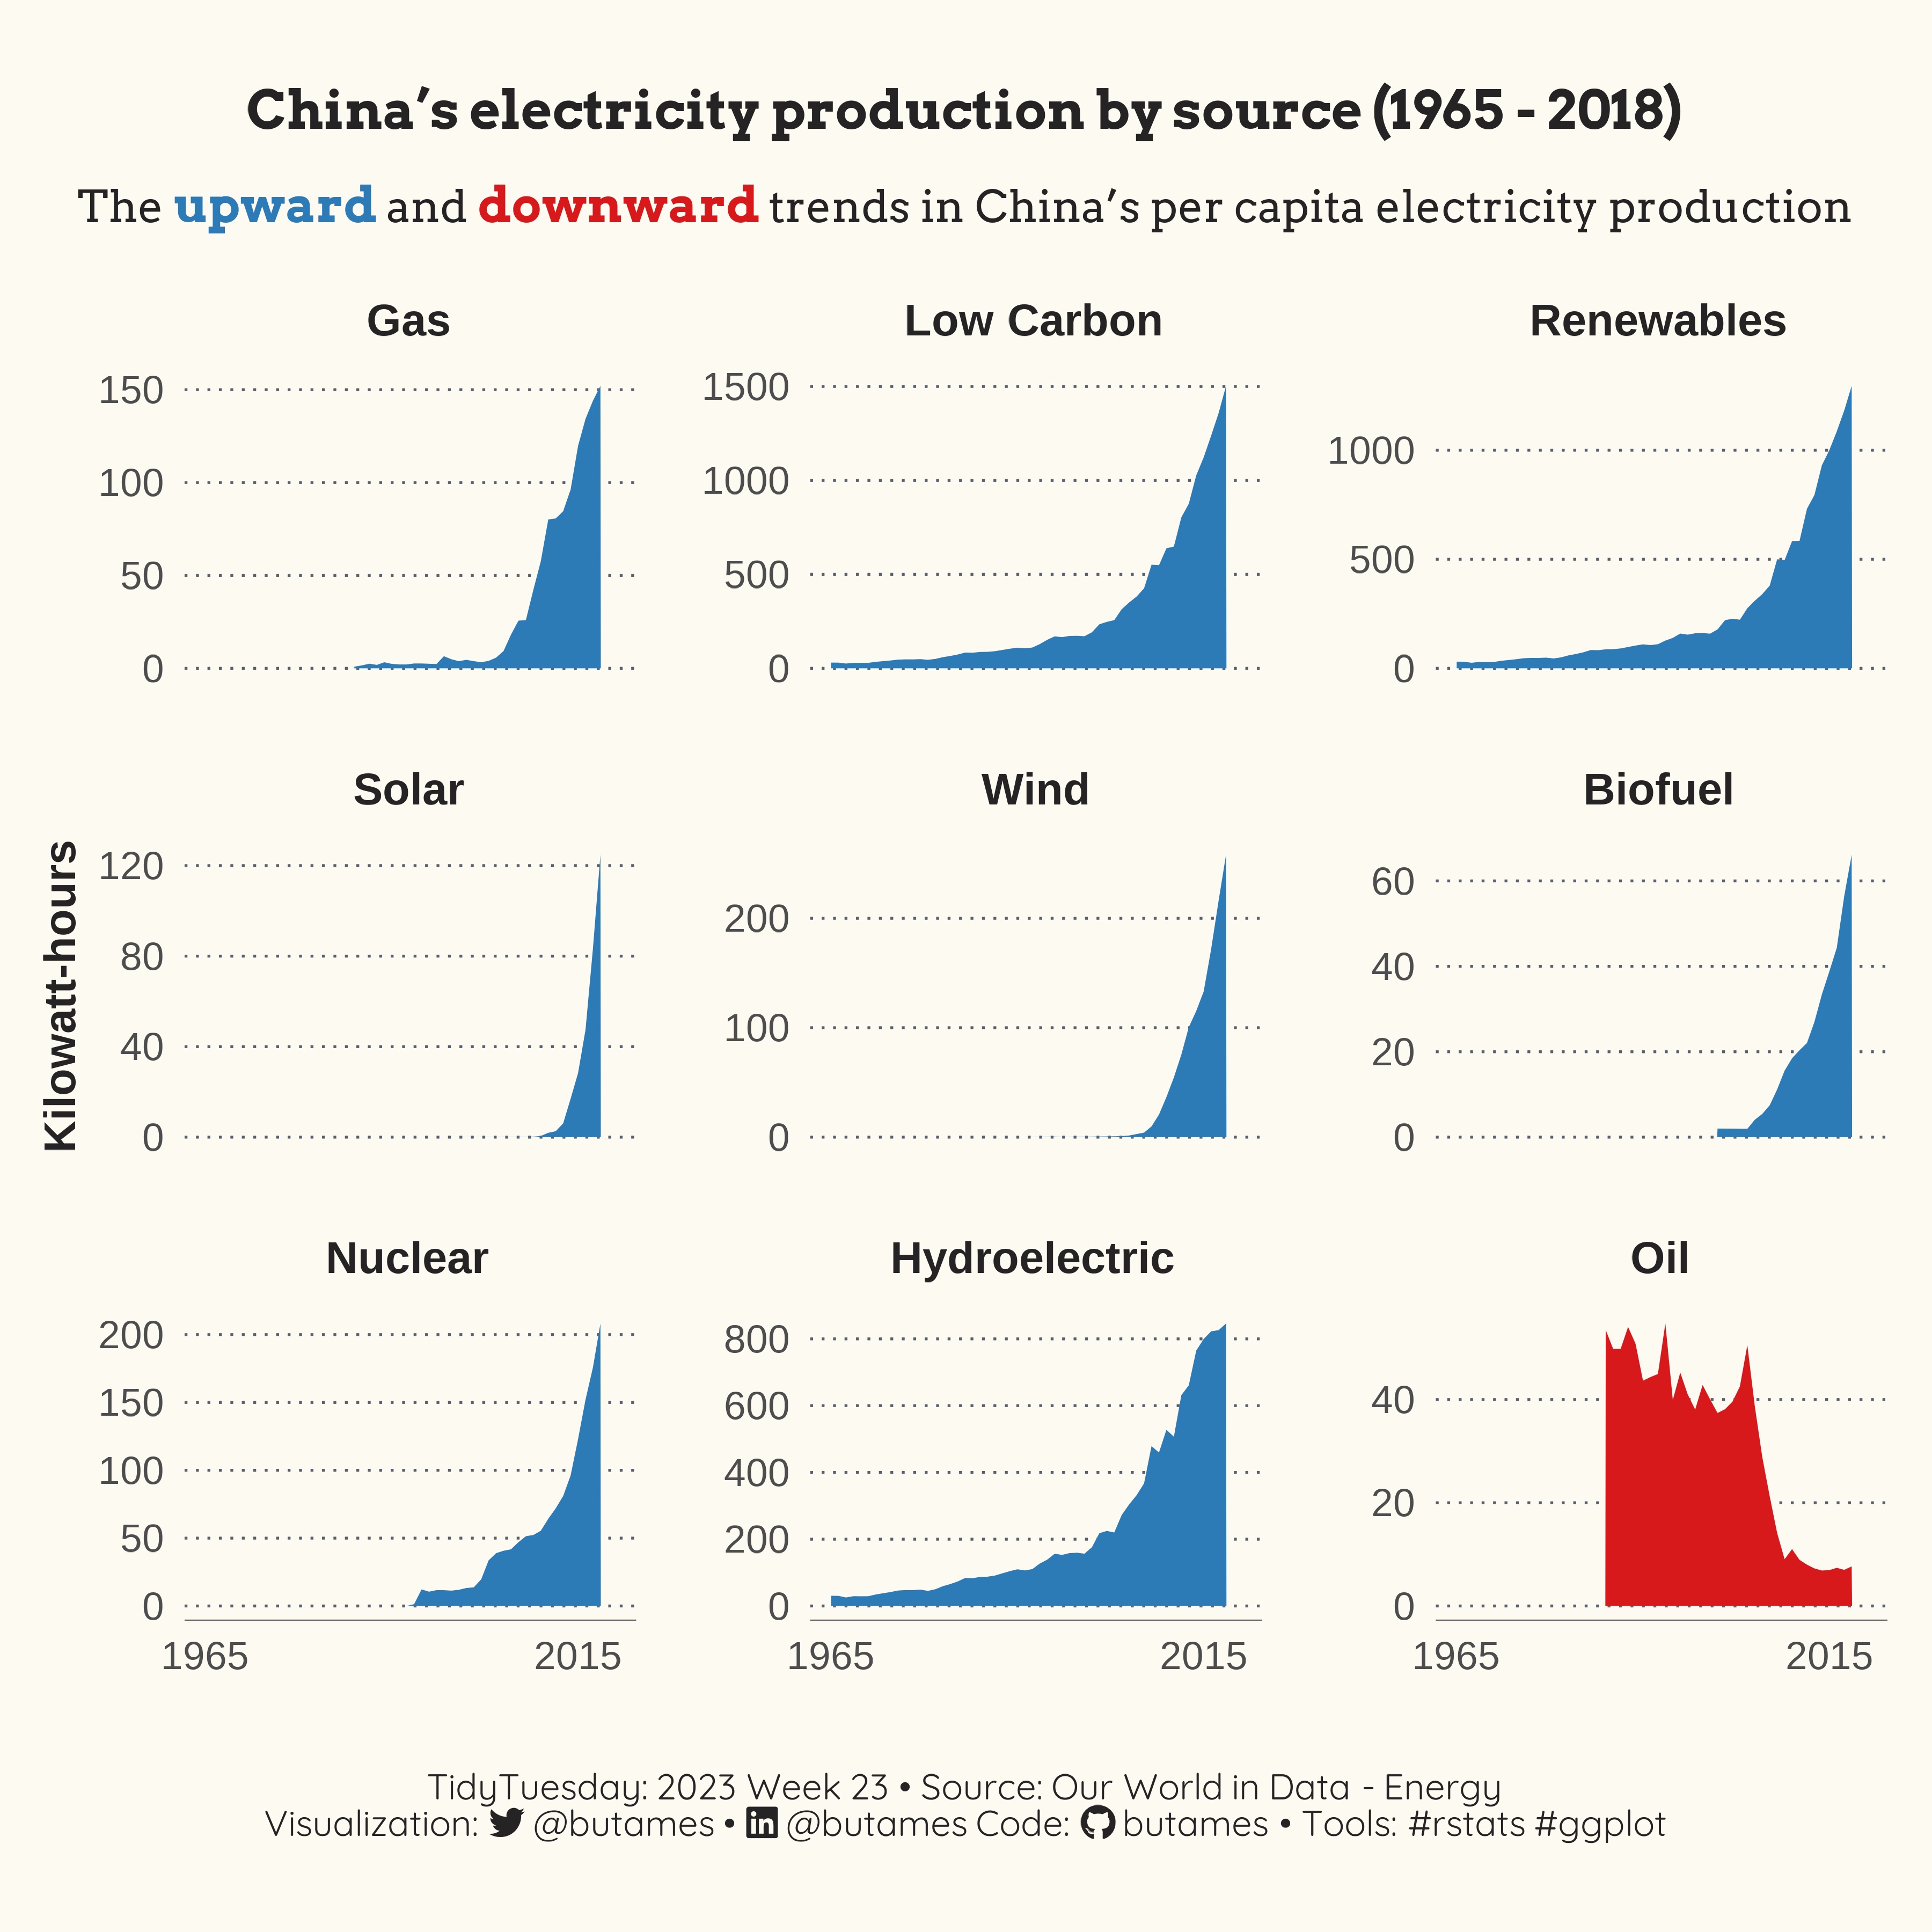 China’s electricity production by source (1965 - 2018)
The upward and downward trends in China’s per capita electricity production
Gas
150
100
50
0
Low Carbon
1500
1000
500
0
Renewables
1000
500
0
Kilowatt-hours
Solar
120
80
40
0
Wind
200
100
0
Biofuel
60
40
20
0
Nuclear
200
150
100
50
0
1965 2015
Hydroelectric
800
600
400
200
0
1965 2015
Oil
40
20
0
1965 2015
TidyTuesday: 2023 Week 23 • Source: Our World in Data - Energy
Visualization: @butames • @butames Code: butames • Tools: #rstats #ggplot